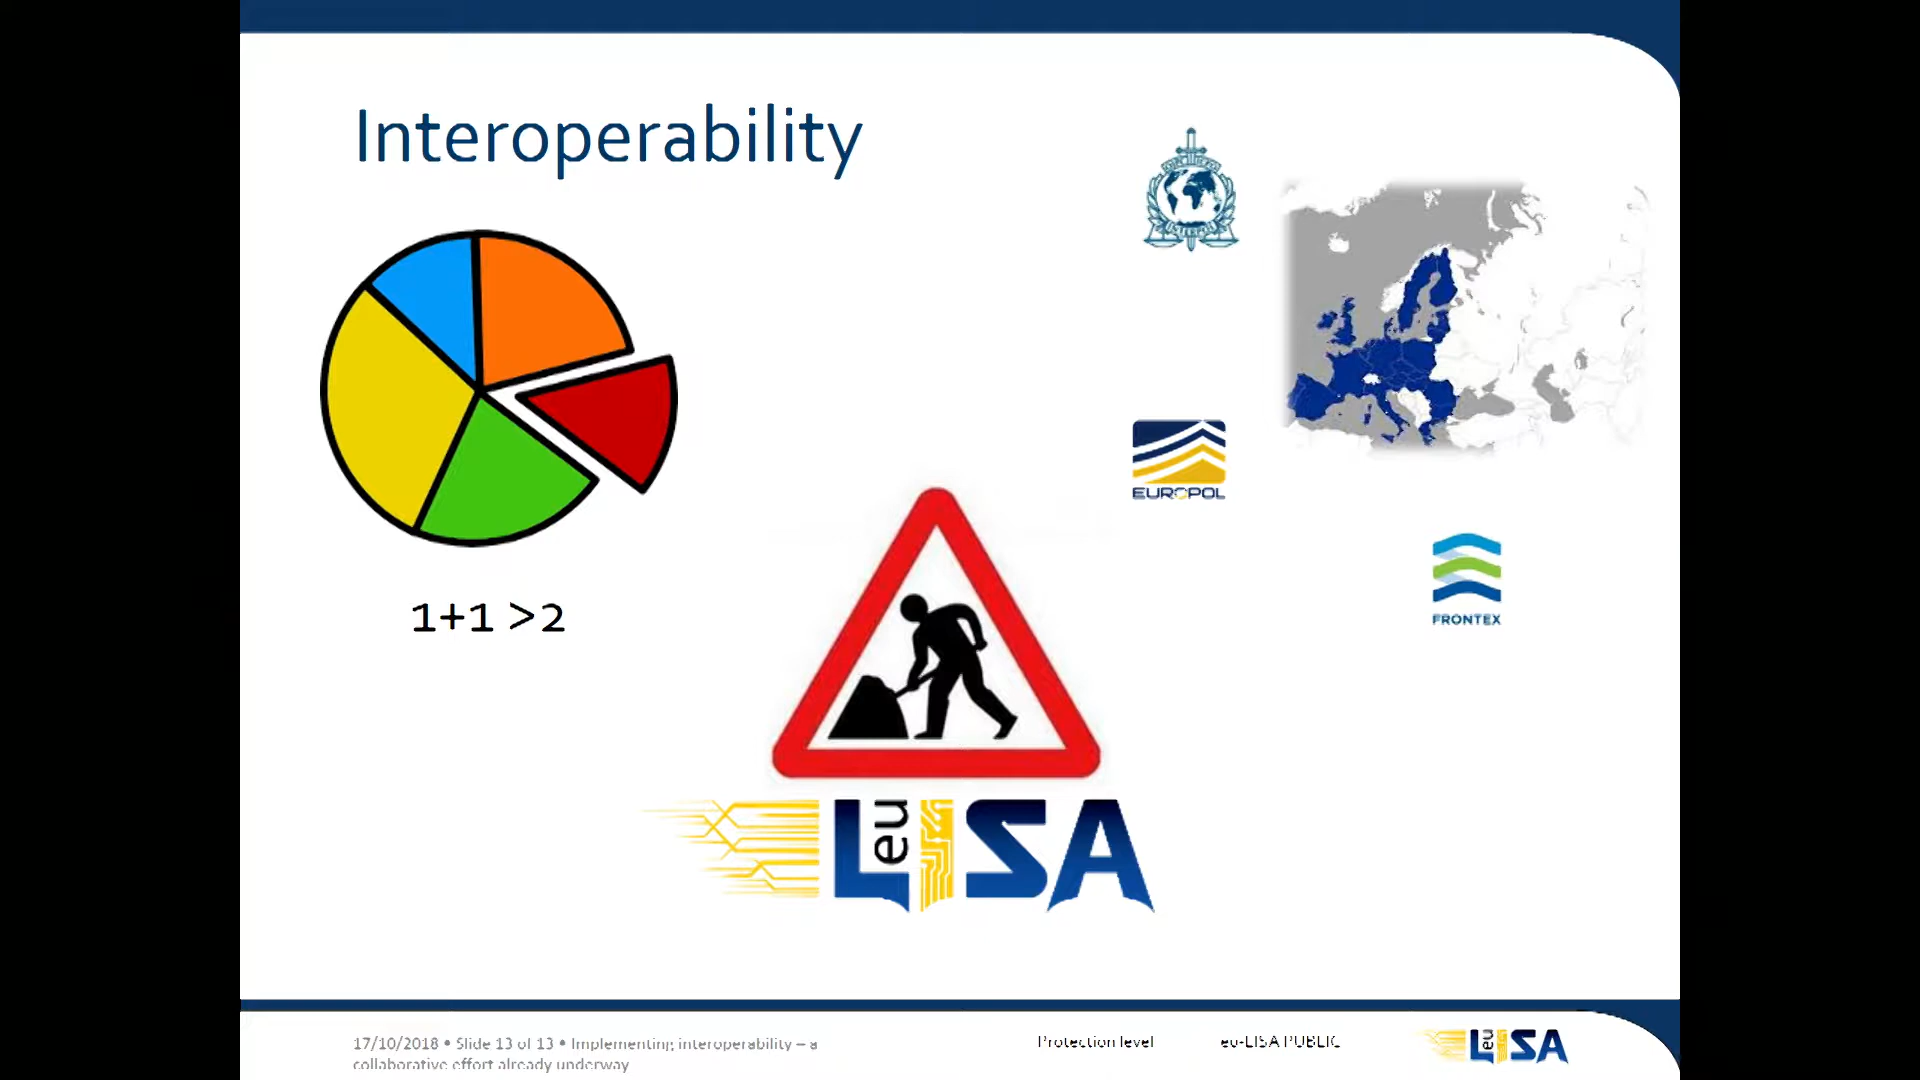 Interoperability
INTERPOL
EUROPOL
FRONTEX
1+1 >2
eu LISA
17/10/2018 • Slide 13 of 13 • Implementing interoperability – a
collaborative effort already underway
Protection level eu-LISA PUBLIC
eu LISA